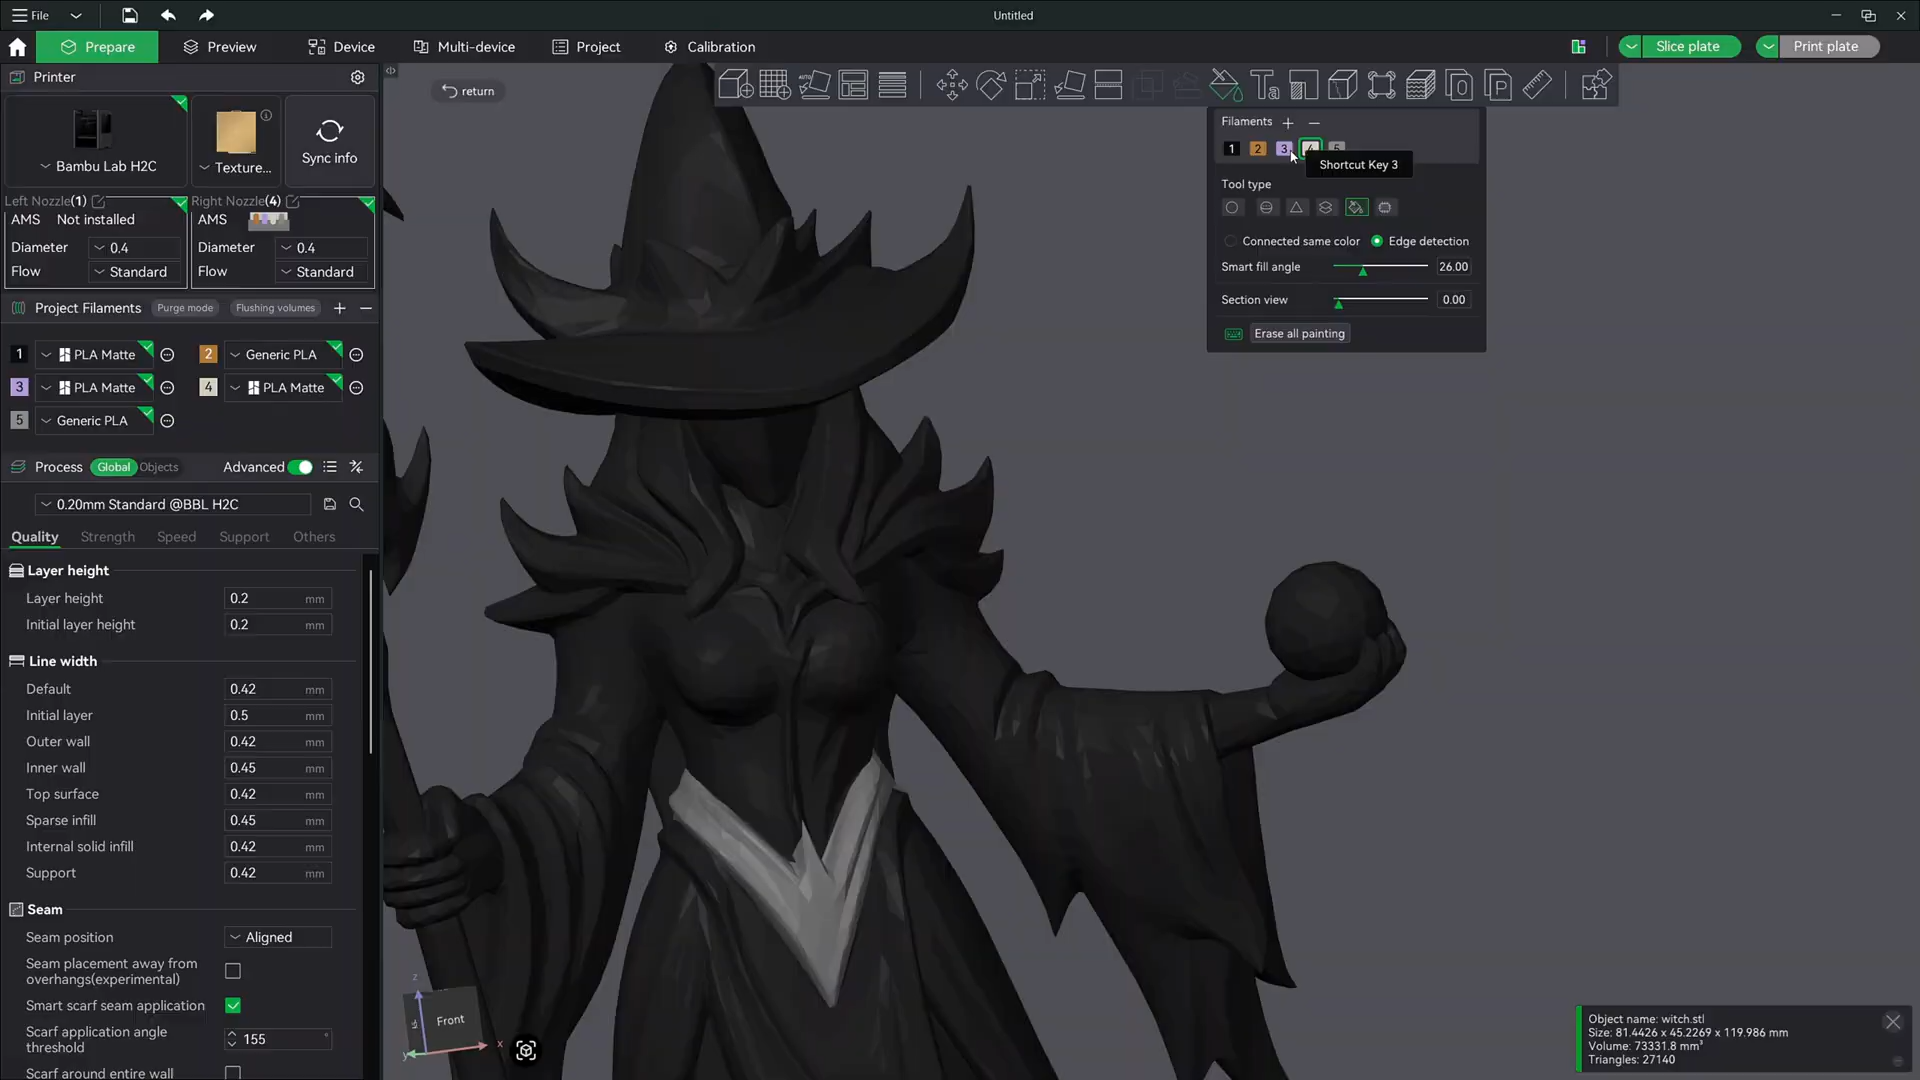 File
Untitled
Prepare
Preview
Device
Multi-device
Project
Calibration
Slice plate
Print plate
Printer
return
Bambu Lab H2C
Texture...
Sync info
Left Nozzle(1)
AMS Not installed
Diameter 0.4
Flow Standard
Right Nozzle(4)
AMS
Diameter 0.4
Flow Standard
Project Filaments
Purge mode
Flushing volumes
1 PLA Matte
2 Generic PLA
3 PLA Matte
4 PLA Matte
5 Generic PLA
Process Global Objects Advanced
0.20mm Standard @BBL H2C
Quality Strength Speed Support Others
Layer height
Layer height 0.2 mm
Initial layer height 0.2 mm
Line width
Default 0.42 mm
Initial layer 0.5 mm
Outer wall 0.42 mm
Inner wall 0.45 mm
Top surface 0.42 mm
Sparse infill 0.45 mm
Internal solid infill 0.42 mm
Support 0.42 mm
Seam
Seam position Aligned
Seam placement away from
overhangs(experimental)
Smart scarf seam application
Scarf application angle
threshold 155 °
Scarf around entire wall
Filaments + −
1 2 3 4 5
Shortcut Key 3
Tool type
Connected same color
Edge detection
Smart fill angle 26.00
Section view 0.00
Erase all painting
z
Front
x
y
Object name: witch.stl
Size: 81.4426 x 45.2269 x 119.986 mm
Volume: 73331.8 mm³
Triangles: 27140